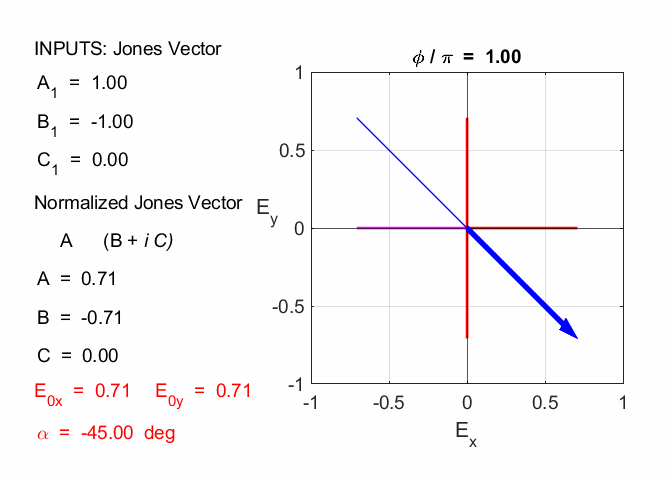 INPUTS: Jones Vector
A1 = 1.00
B1 = -1.00
C1 = 0.00
Normalized Jones Vector
A (B + i C)
A = 0.71
B = -0.71
C = 0.00
E0x = 0.71 E0y = 0.71
α = -45.00 deg
ϕ / π = 1.00
1
0.5
Ey
0
-0.5
-1
-1 -0.5 0 0.5 1
Ex